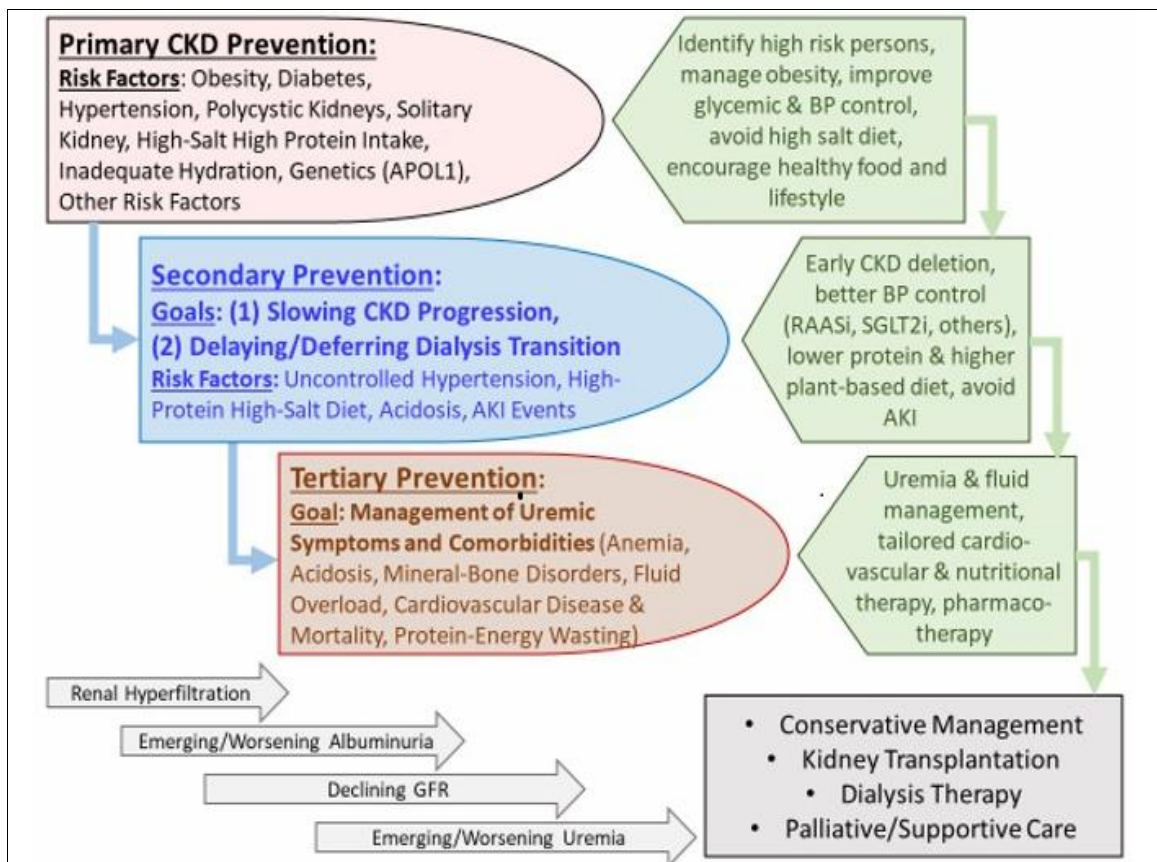 Primary CKD Prevention:
Risk Factors: Obesity, Diabetes,
Hypertension, Polycystic Kidneys, Solitary
Kidney, High-Salt High Protein Intake,
Inadequate Hydration, Genetics (APOL1),
Other Risk Factors
Identify high risk persons,
manage obesity, improve
glycemic & BP control,
avoid high salt diet,
encourage healthy food and
lifestyle
Secondary Prevention:
Goals: (1) Slowing CKD Progression,
(2) Delaying/Deferring Dialysis Transition
Risk Factors: Uncontrolled Hypertension, High-
Protein High-Salt Diet, Acidosis, AKI Events
Early CKD deletion,
better BP control
(RAASi, SGLT2i, others),
lower protein & higher
plant-based diet, avoid
AKI
Tertiary Prevention:
Goal: Management of Uremic
Symptoms and Comorbidities (Anemia,
Acidosis, Mineral-Bone Disorders, Fluid
Overload, Cardiovascular Disease &
Mortality, Protein-Energy Wasting)
Uremia & fluid
management,
tailored cardio-
vascular & nutritional
therapy, pharmaco-
therapy
Renal Hyperfiltration
Emerging/Worsening Albuminuria
Declining GFR
Emerging/Worsening Uremia
• Conservative Management
• Kidney Transplantation
• Dialysis Therapy
• Palliative/Supportive Care